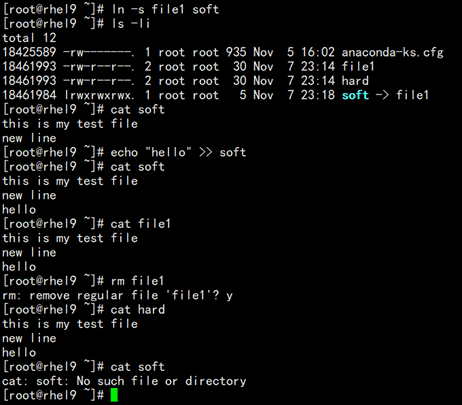 [root@rhel9 ~]# ln -s file1 soft
[root@rhel9 ~]# ls -li
total 12
18425589 -rw-------. 1 root root 935 Nov  5 16:02 anaconda-ks.cfg
18461993 -rw-r--r--. 2 root root  30 Nov  7 23:14 file1
18461993 -rw-r--r--. 2 root root  30 Nov  7 23:14 hard
18461984 lrwxrwxrwx. 1 root root   5 Nov  7 23:18 soft -> file1
[root@rhel9 ~]# cat soft
this is my test file
new line
[root@rhel9 ~]# echo "hello" >> soft
[root@rhel9 ~]# cat soft
this is my test file
new line
hello
[root@rhel9 ~]# cat file1
this is my test file
new line
hello
[root@rhel9 ~]# rm file1
rm: remove regular file 'file1'? y
[root@rhel9 ~]# cat hard
this is my test file
new line
hello
[root@rhel9 ~]# cat soft
cat: soft: No such file or directory
[root@rhel9 ~]#